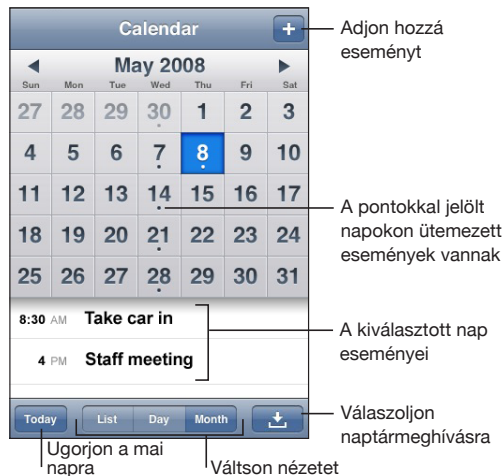 Calendar
+
Adjon hozzá
eseményt
May 2008
Sun Mon Tue Wed Thu Fri Sat
27 28 29 30 1 2 3
4 5 6 7 8 9 10
11 12 13 14 15 16 17
A pontokkal jelölt
napokon ütemezett
események vannak
18 19 20 21 22 23 24
25 26 27 28 29 30 31
8:30 AM Take car in
4 PM Staff meeting
A kiválasztott nap
eseményei
Today List Day Month
Válaszoljon
naptármeghívásra
Ugorjon a mai
napra
Váltson nézetet